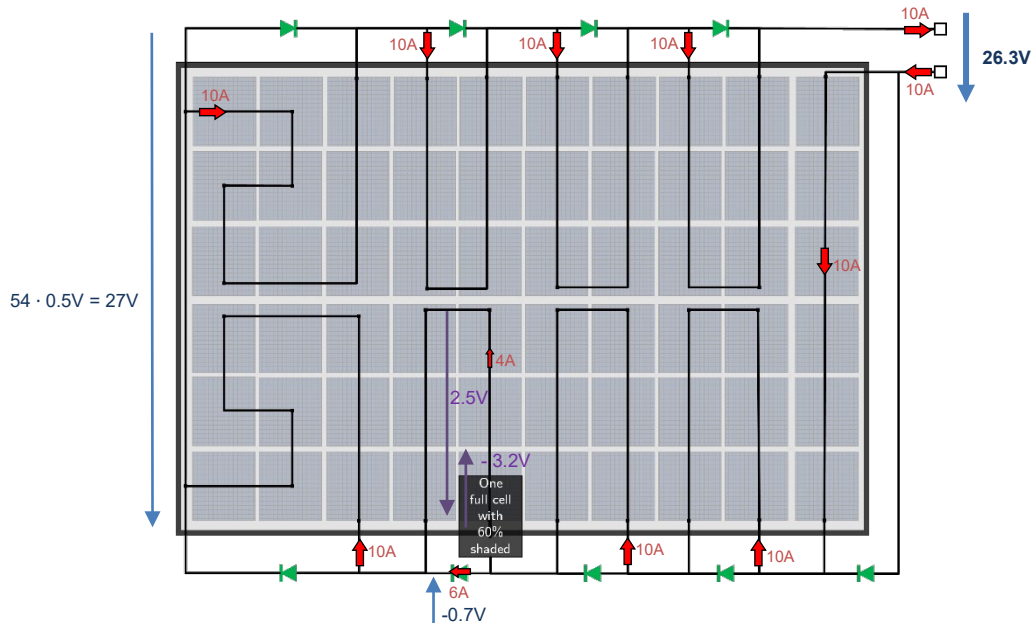 10A
10A
10A
10A
26.3V
10A
10A
10A
54 · 0.5V = 27V
4A
2.5V
- 3.2V
One
full cell
with
60%
shaded
10A
10A
10A
6A
-0.7V